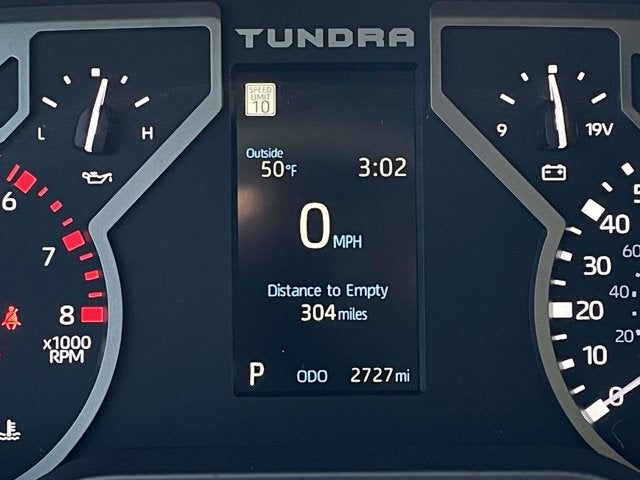 TUNDRA
SPEED
LIMIT
10
L H
9 19V
Outside
50°F 3:02
0 MPH
Distance to Empty
304 miles
P ODO 2727 mi
6
7
8
x1000
RPM
5
40
30
20
10
0
60
40
20